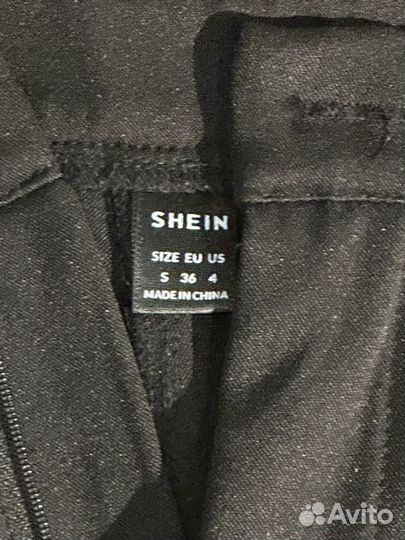 SHEIN
SIZE EU US
S 36 4
MADE IN CHINA
Avito